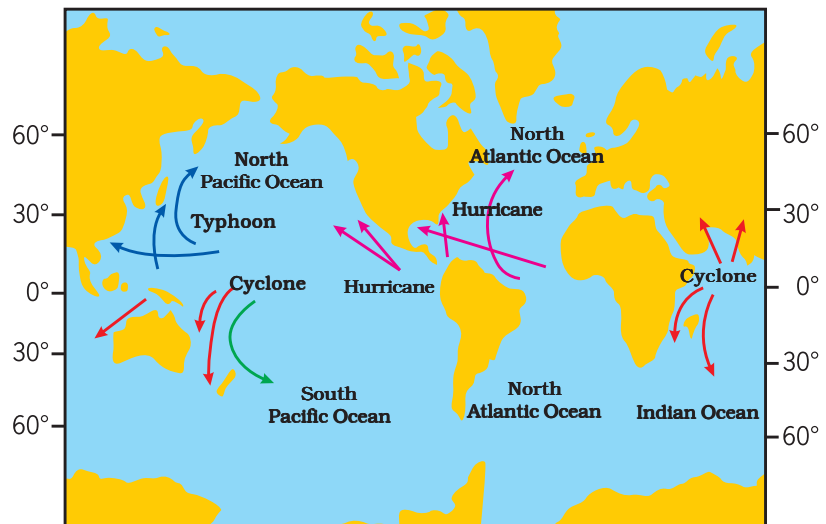 60°
30°
0°
30°
60°
North
Pacific Ocean
Typhoon
Cyclone
South
Pacific Ocean
Hurricane
North
Atlantic Ocean
Hurricane
North
Atlantic Ocean
Cyclone
Indian Ocean
60°
30°
0°
30°
60°